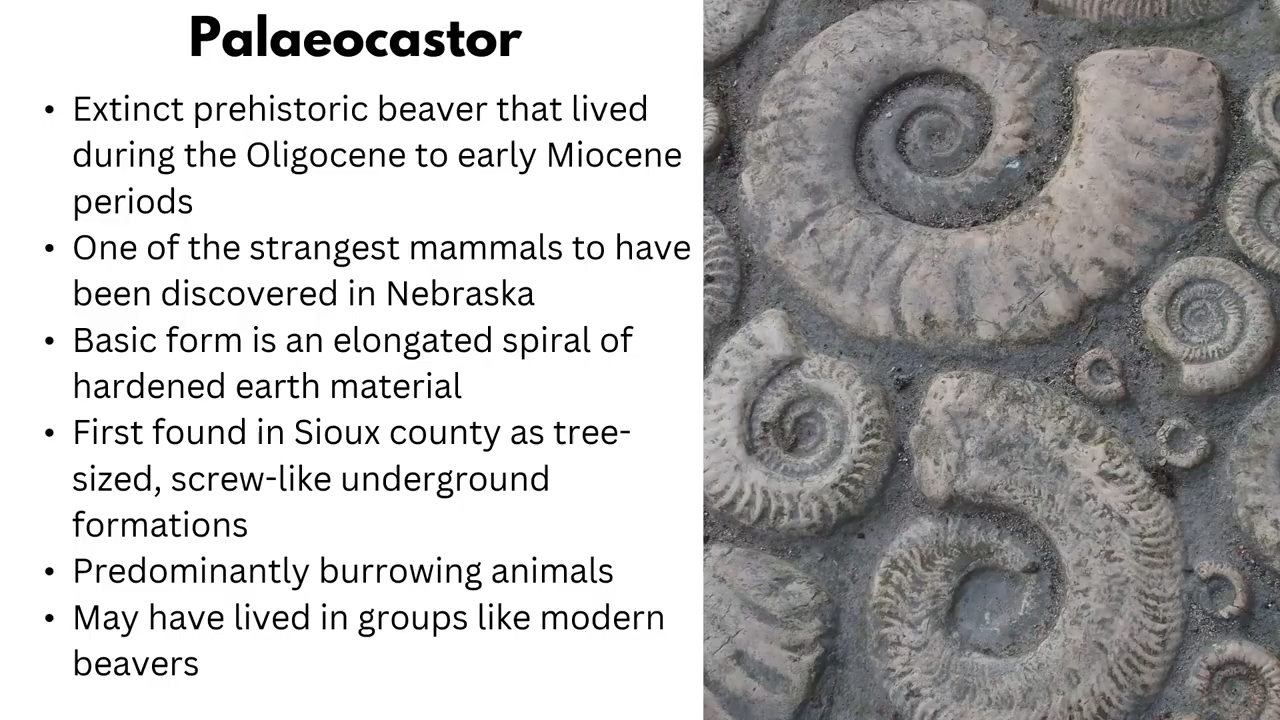 Palaeocastor
• Extinct prehistoric beaver that lived
during the Oligocene to early Miocene
periods
• One of the strangest mammals to have
been discovered in Nebraska
• Basic form is an elongated spiral of
hardened earth material
• First found in Sioux county as tree-
sized, screw-like underground
formations
• Predominantly burrowing animals
• May have lived in groups like modern
beavers